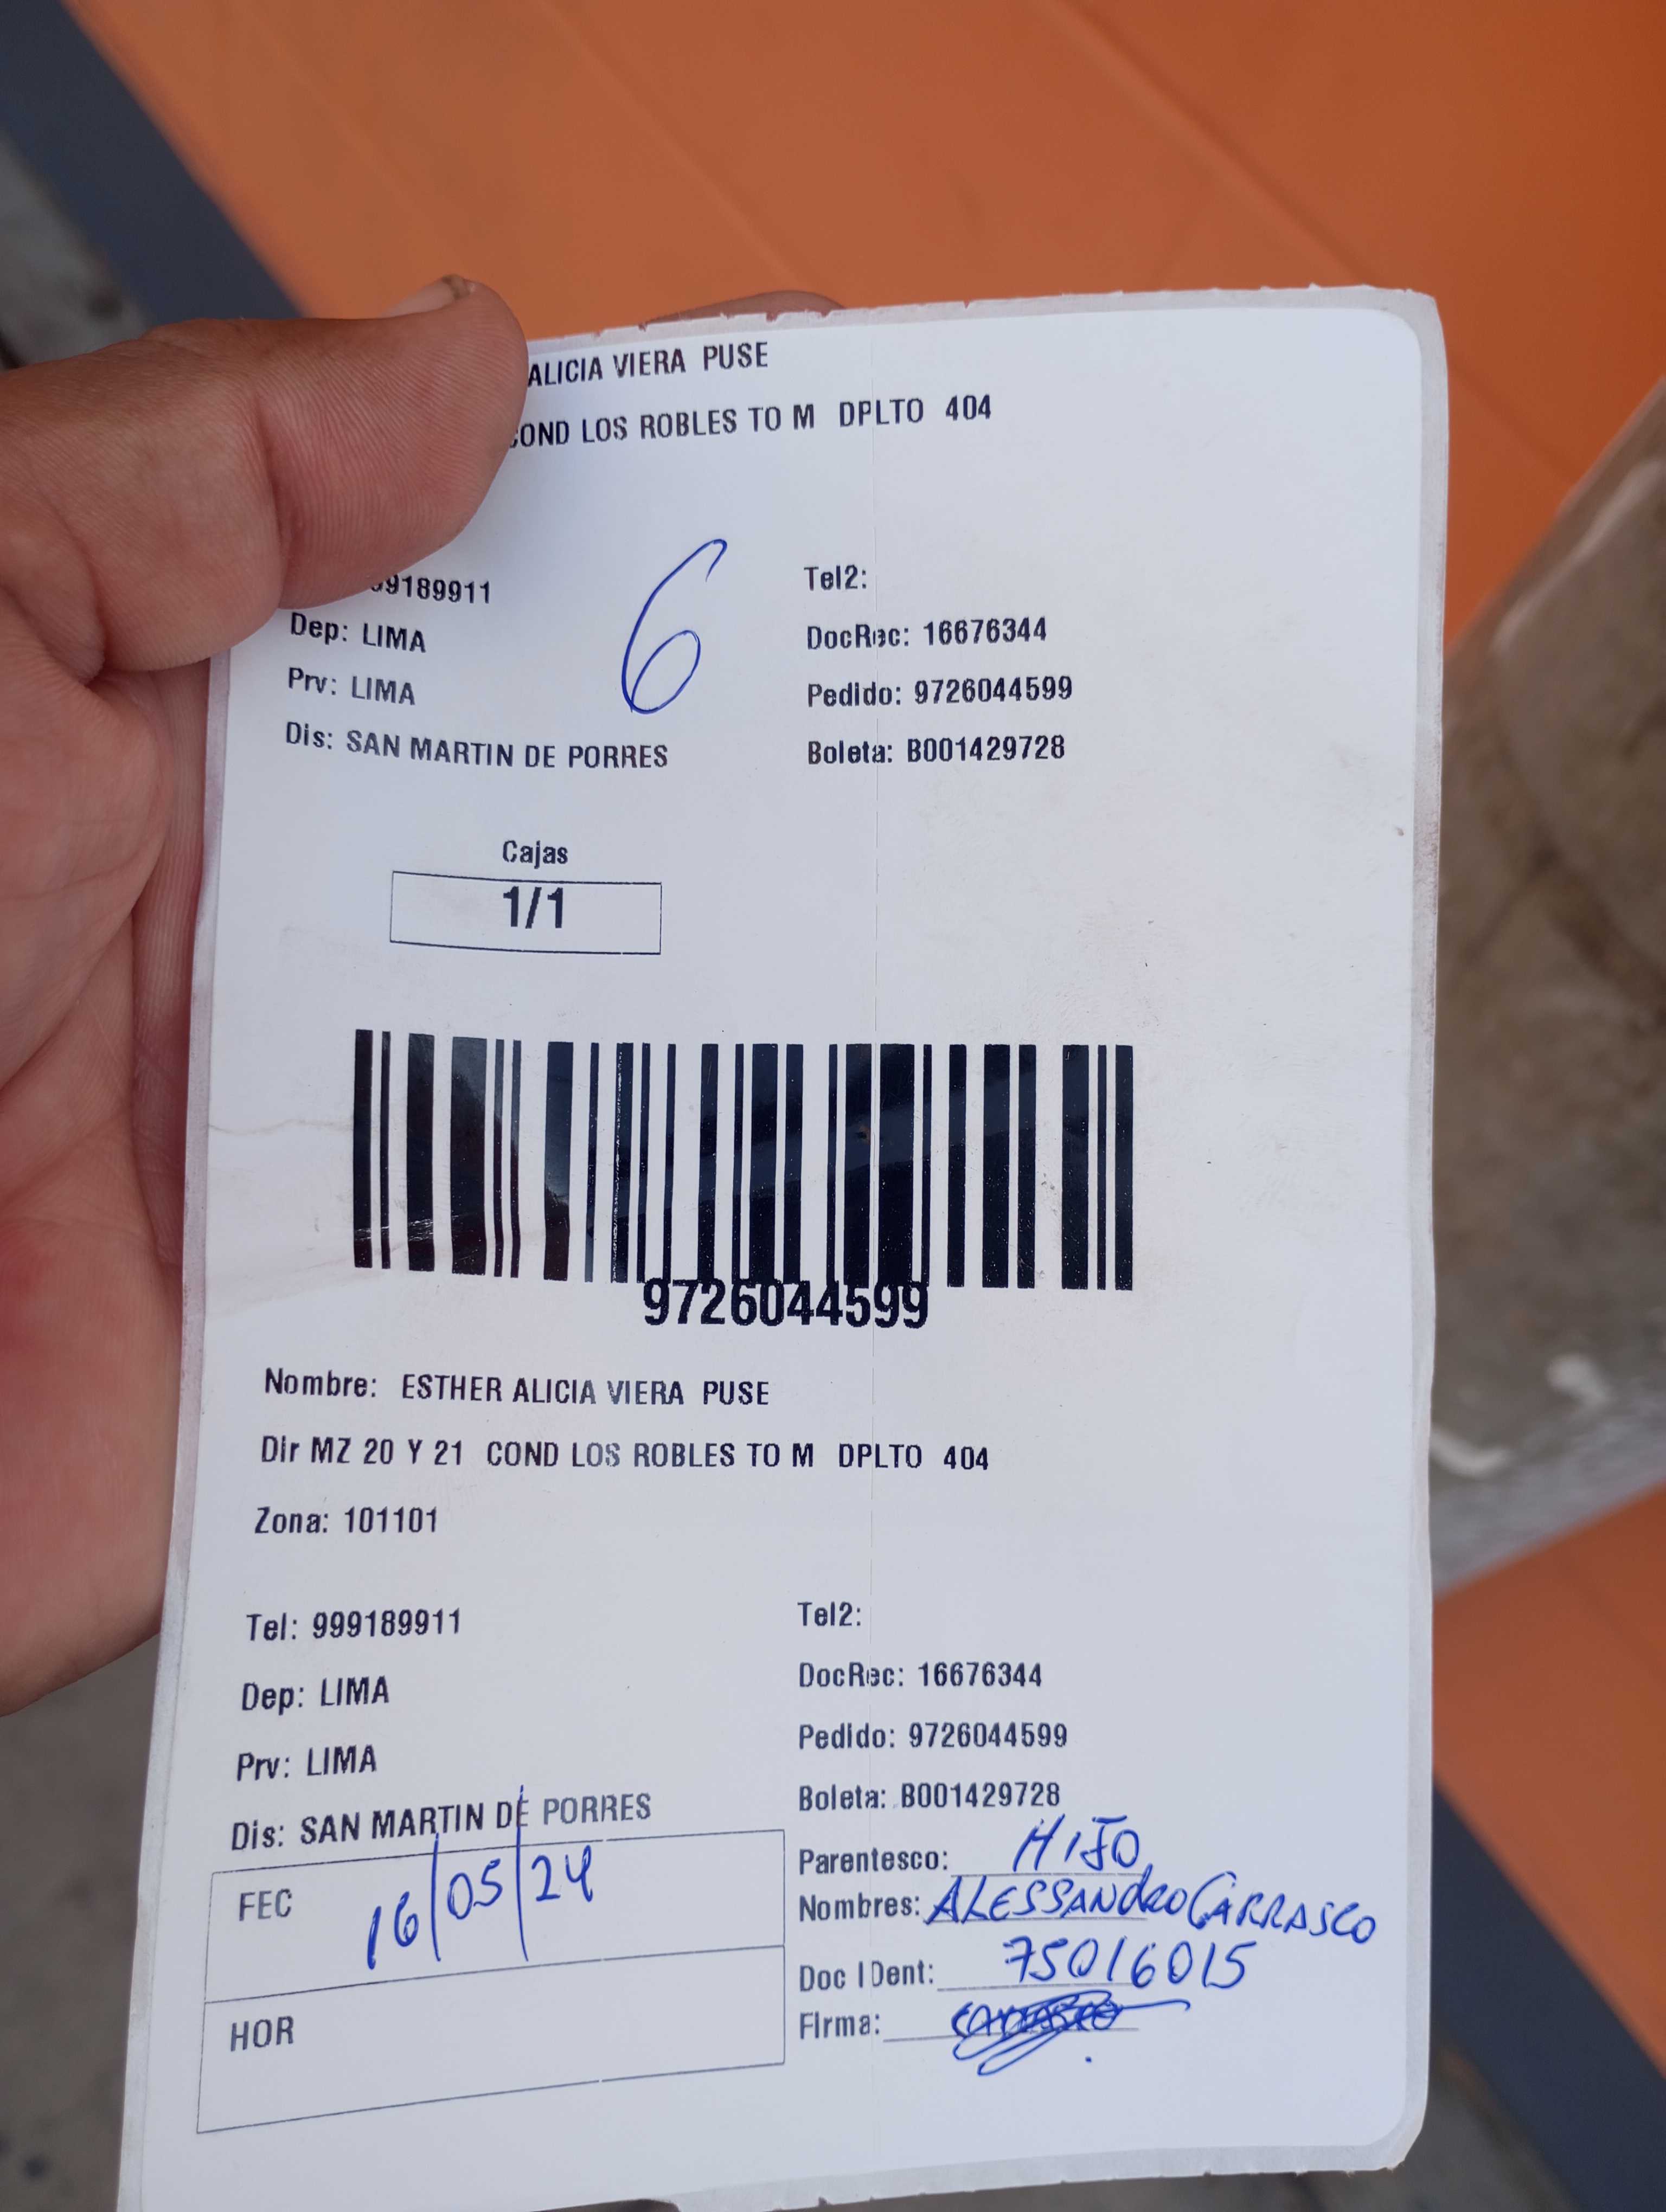 ALICIA VIERA PUSE
COND LOS ROBLES TO M DPLTO 404
99189911
Dep: LIMA
Prv: LIMA
Dis: SAN MARTIN DE PORRES
6
Tel2:
DocRec: 16676344
Pedido: 9726044599
Boleta: B001429728
Cajas
1/1
9726044599
Nombre: ESTHER ALICIA VIERA PUSE
Dir MZ 20 Y 21 COND LOS ROBLES TO M DPLTO 404
Zona: 101101
Tel: 999189911
Dep: LIMA
Prv: LIMA
Dis: SAN MARTIN DE PORRES
Tel2:
DocRec: 16676344
Pedido: 9726044599
Boleta: B001429728
FEC 16/05/24
HOR
Parentesco: HIJO
Nombres: ALESSANDRO CARRASCO
Doc IDent: 75016015
Firma: